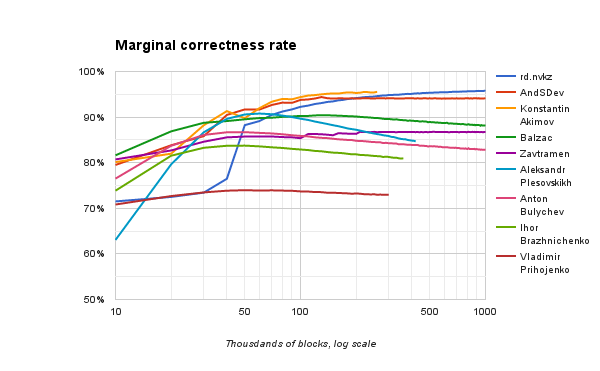 Marginal correctness rate
100%
90%
80%
70%
60%
50%
10
50
100
500
1000
Thousdands of blocks, log scale
rd.nvkz
AndSDev
Konstantin
Akimov
Balzac
Zavtramen
Aleksandr
Plesovskikh
Anton
Bulychev
Ihor
Brazhnichenko
Vladimir
Prihojenko